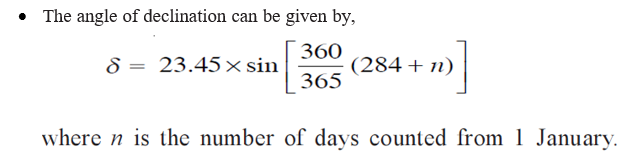 • The angle of declination can be given by,
δ = 23.45 × sin [ 360/365 (284 + n) ]
where n is the number of days counted from 1 January.